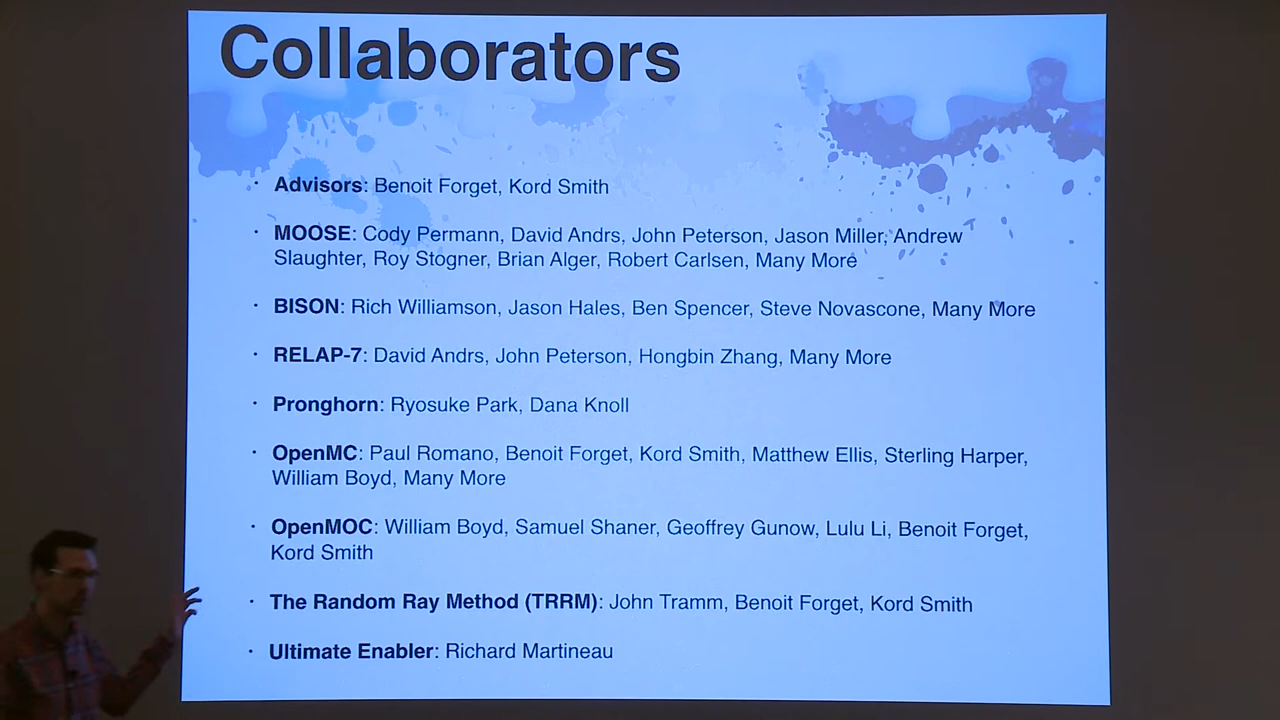 Collaborators
· Advisors: Benoit Forget, Kord Smith
· MOOSE: Cody Permann, David Andrs, John Peterson, Jason Miller, Andrew
Slaughter, Roy Stogner, Brian Alger, Robert Carlsen, Many More
· BISON: Rich Williamson, Jason Hales, Ben Spencer, Steve Novascone, Many More
· RELAP-7: David Andrs, John Peterson, Hongbin Zhang, Many More
· Pronghorn: Ryosuke Park, Dana Knoll
· OpenMC: Paul Romano, Benoit Forget, Kord Smith, Matthew Ellis, Sterling Harper,
William Boyd, Many More
· OpenMOC: William Boyd, Samuel Shaner, Geoffrey Gunow, Lulu Li, Benoit Forget,
Kord Smith
· The Random Ray Method (TRRM): John Tramm, Benoit Forget, Kord Smith
· Ultimate Enabler: Richard Martineau